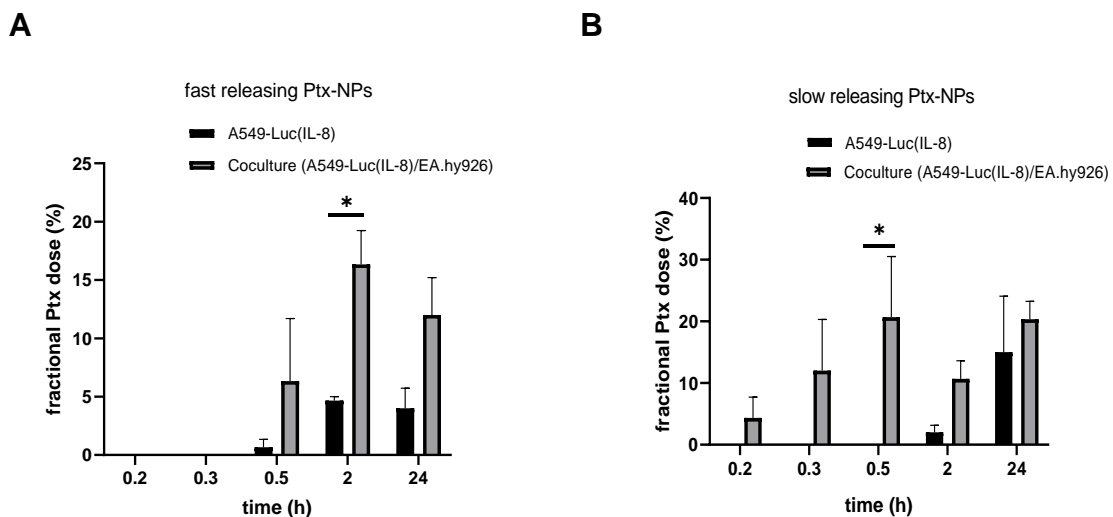 A
fast releasing Ptx-NPs
A549-Luc(IL-8)
Coculture (A549-Luc(IL-8)/EA.hy926)
fractional Ptx dose (%)
25
20
15
10
5
0
*
0.2 0.3 0.5 2 24
time (h)
B
slow releasing Ptx-NPs
A549-Luc(IL-8)
Coculture (A549-Luc(IL-8)/EA.hy926)
fractional Ptx dose (%)
40
30
20
10
0
*
0.2 0.3 0.5 2 24
time (h)